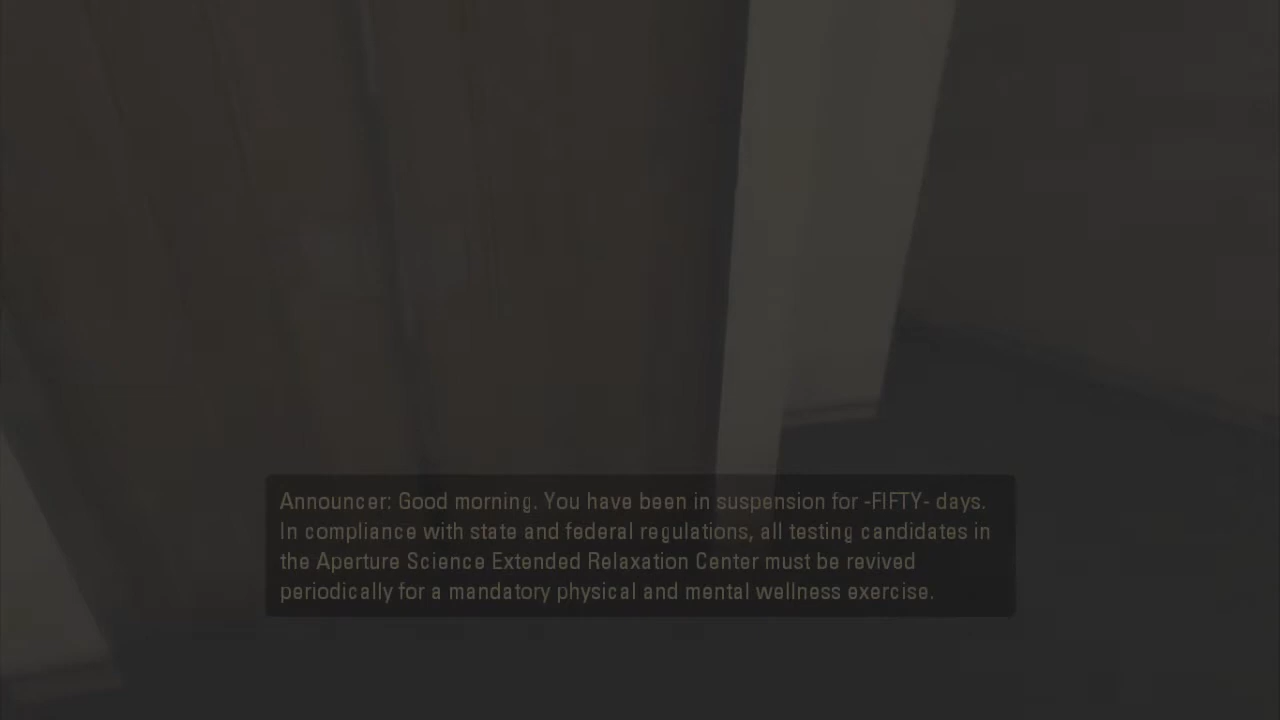 Announcer: Good morning. You have been in suspension for -FIFTY- days.
In compliance with state and federal regulations, all testing candidates in
the Aperture Science Extended Relaxation Center must be revived
periodically for a mandatory physical and mental wellness exercise.